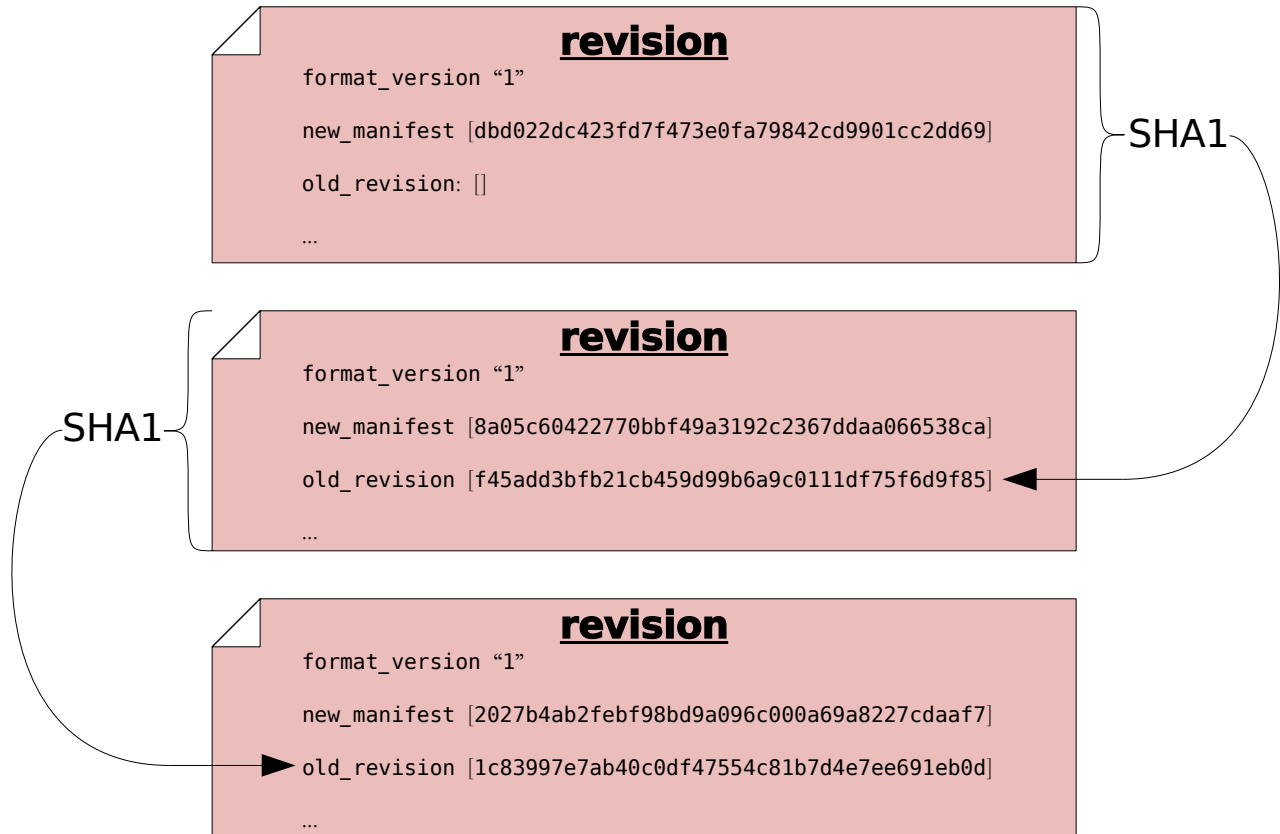 revision
format_version “1”
new_manifest [dbd022dc423fd7f473e0fa79842cd9901cc2dd69]
SHA1
old_revision: []
...
revision
format_version “1”
new_manifest [8a05c60422770bbf49a3192c2367ddaa066538ca]
SHA1
old_revision [f45add3bfb21cb459d99b6a9c0111df75f6d9f85]
...
revision
format_version “1”
new_manifest [2027b4ab2febf98bd9a096c000a69a8227cdaaf7]
old_revision [1c83997e7ab40c0df47554c81b7d4e7ee691eb0d]
...